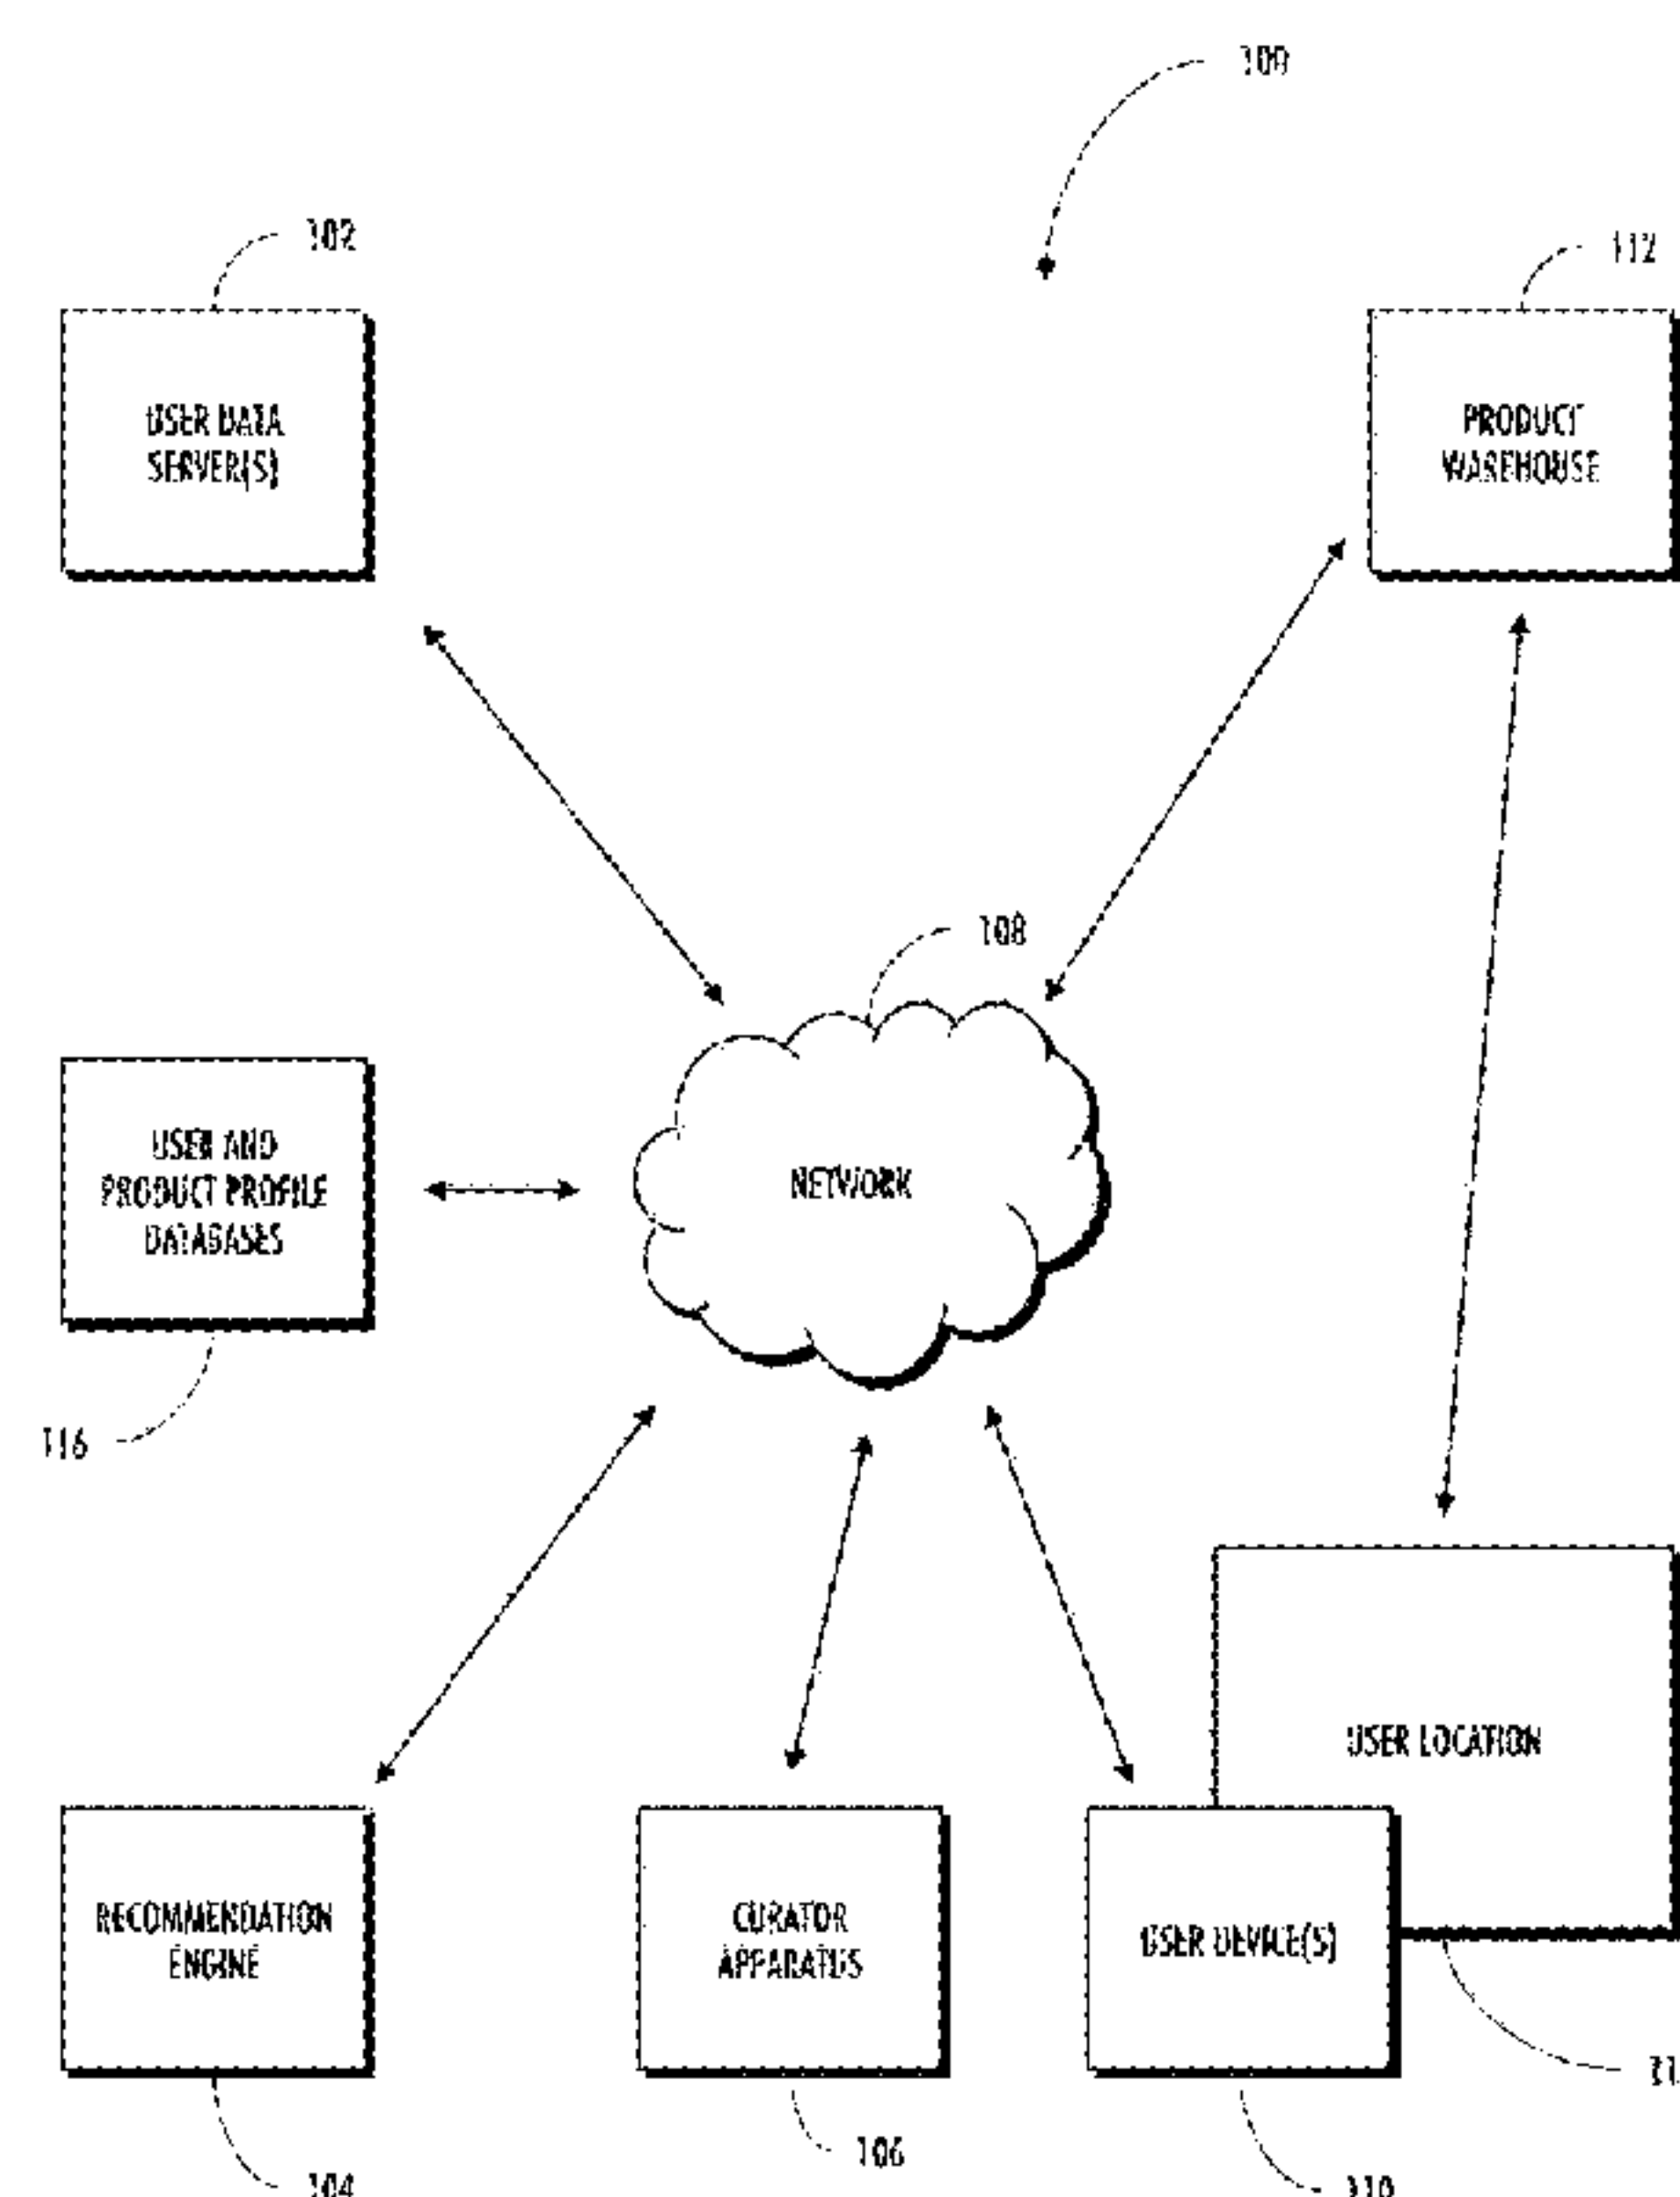 100
102
112
USER DATA
SERVER(S)
PRODUCT
WAREHOUSE
108
USER AND
PRODUCT PROFILE
DATABASES
NETWORK
116
USER LOCATION
RECOMMENDATION
ENGINE
CURATOR
APPARATUS
USER DEVICE(S)
106
104
110